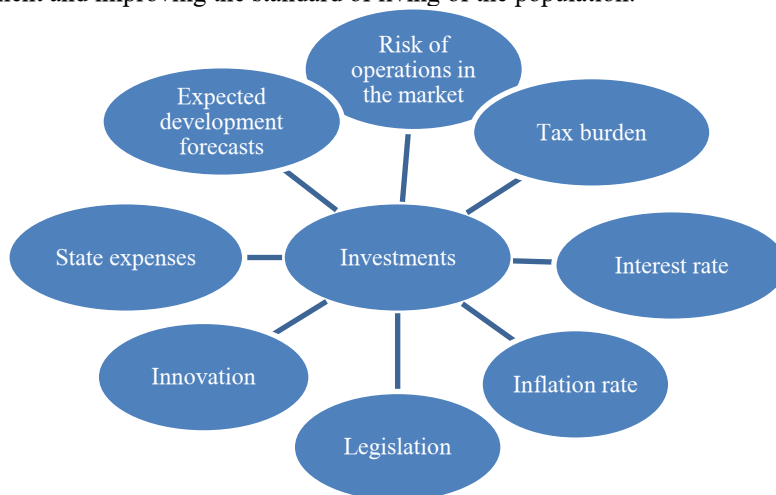 nent and improving the standard of living of the population.
Risk of
operations in
the market
Expected
development
forecasts
Tax burden
State expenses
Investments
Interest rate
Innovation
Inflation rate
Legislation